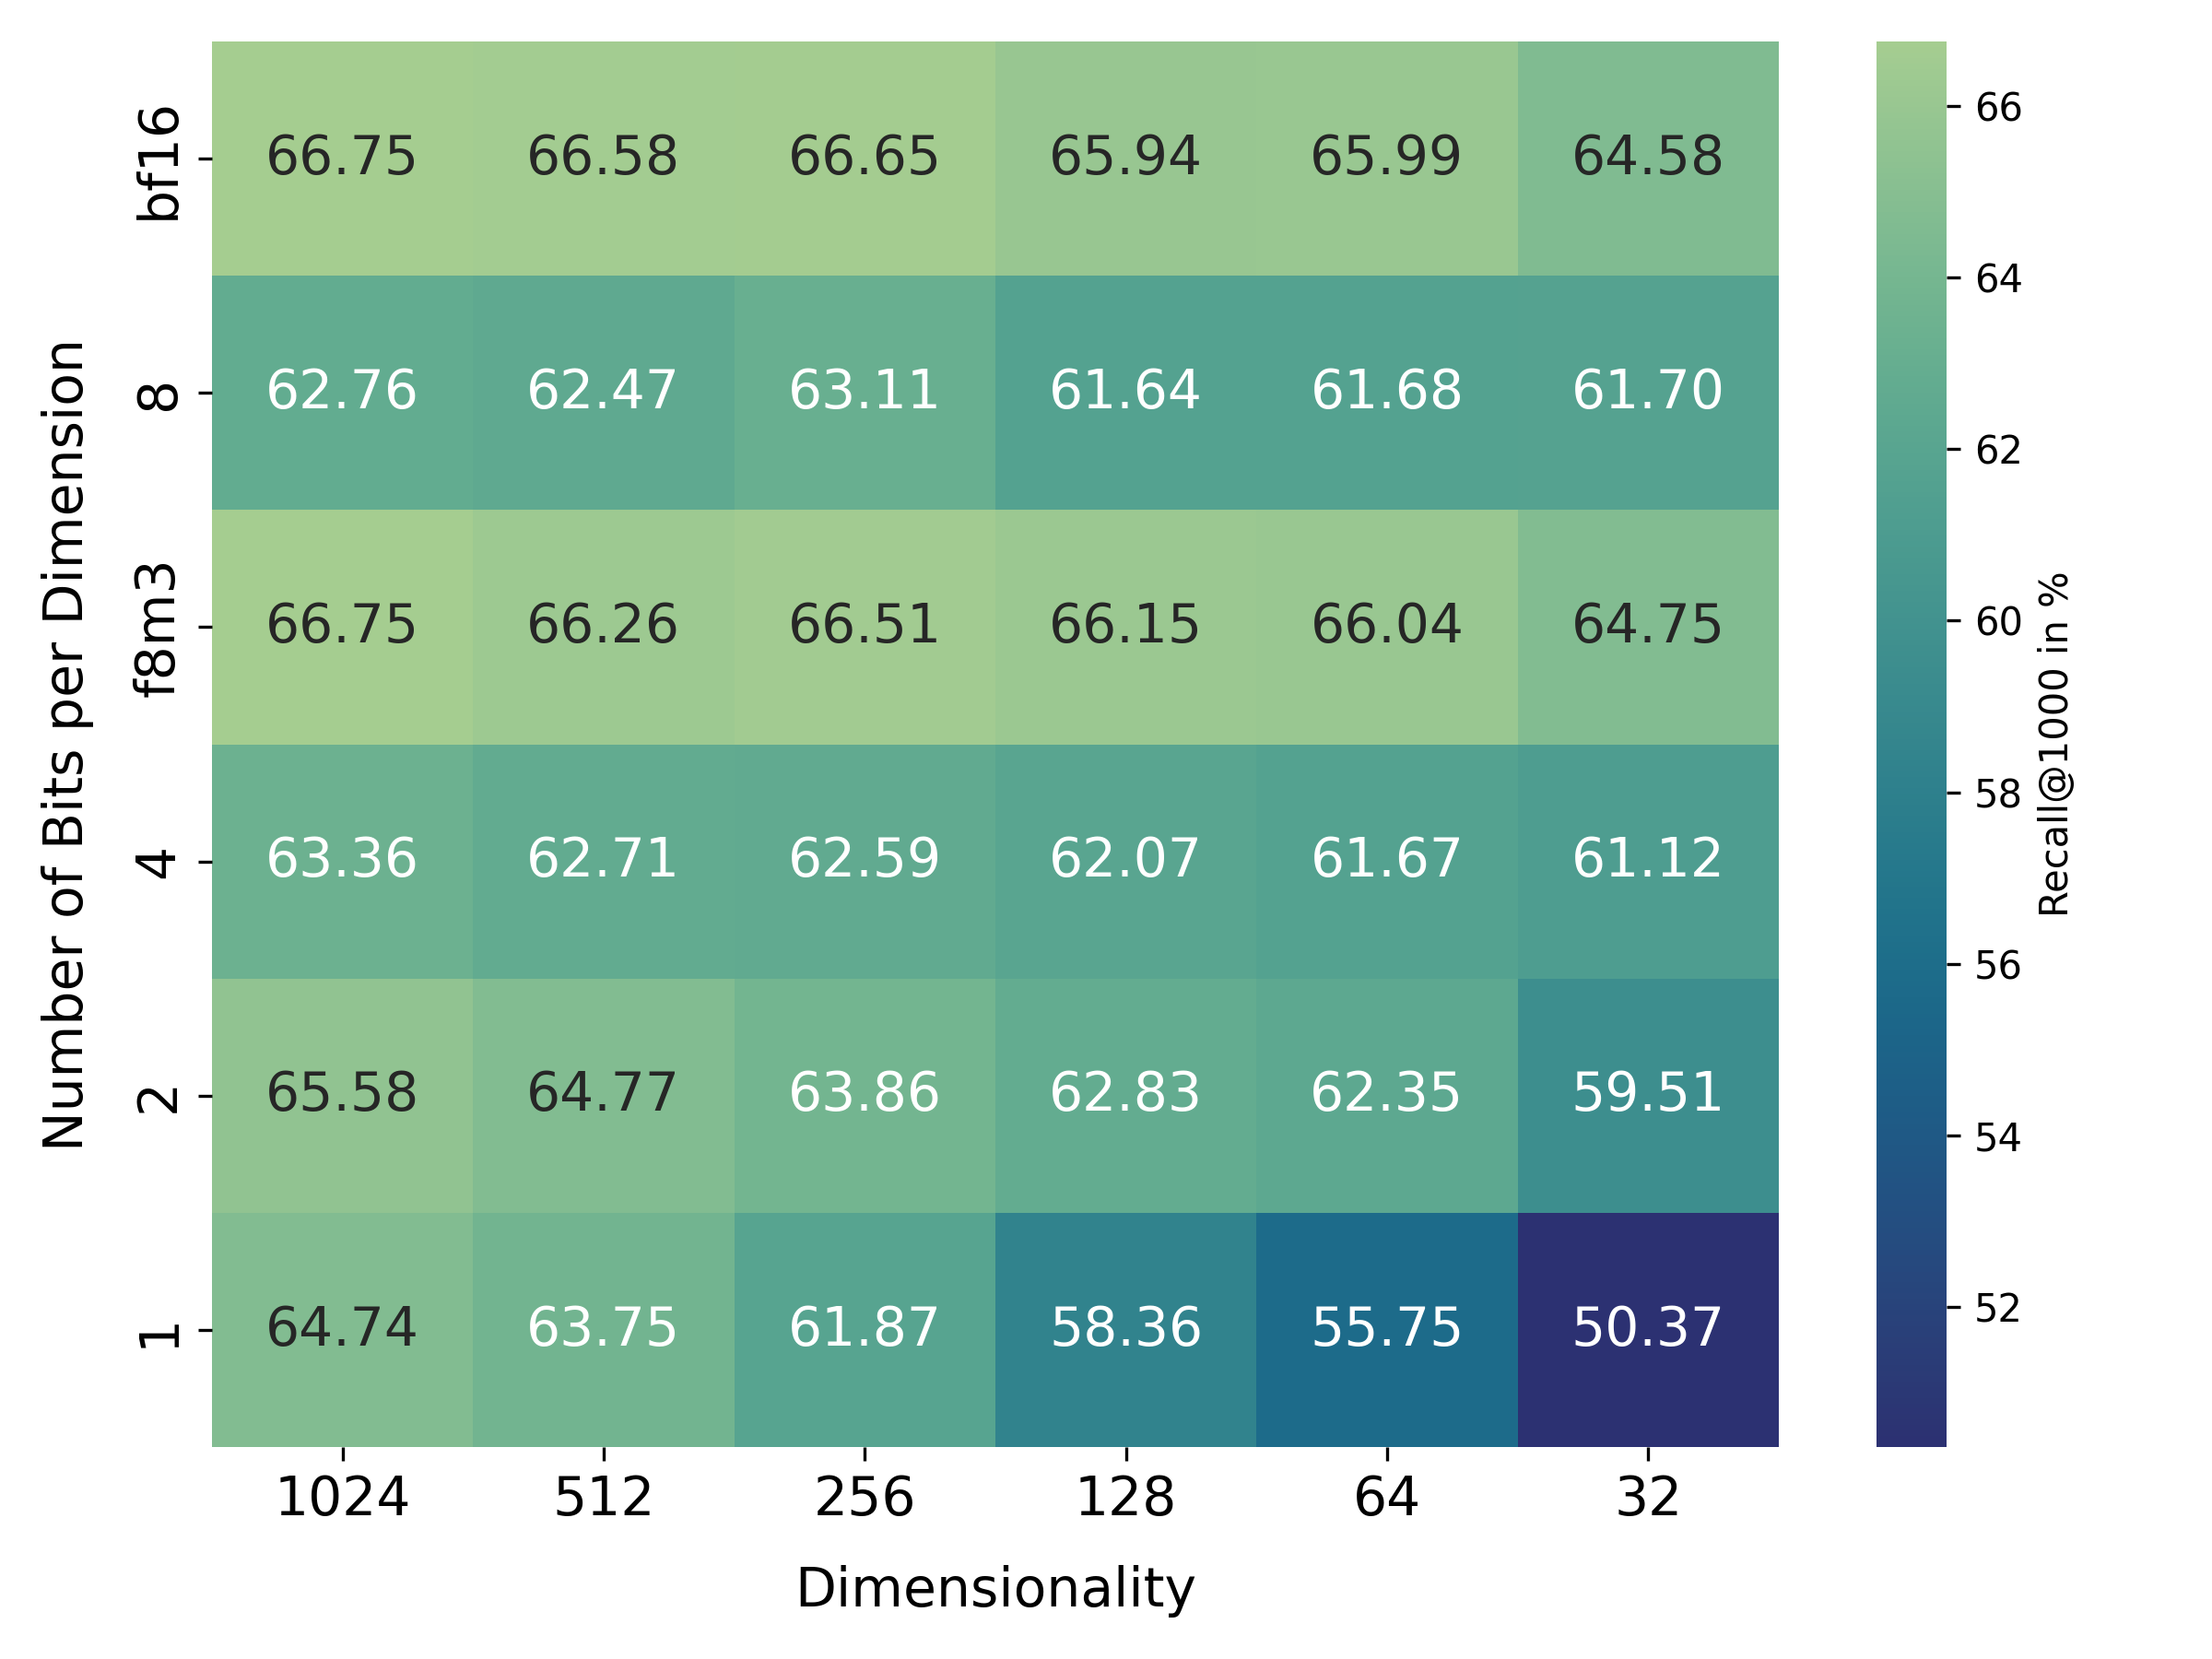 Number of Bits per Dimension
bf16 66.75 66.58 66.65 65.94 65.99 64.58
8 62.76 62.47 63.11 61.64 61.68 61.70
f8m3 66.75 66.26 66.51 66.15 66.04 64.75
4 63.36 62.71 62.59 62.07 61.67 61.12
2 65.58 64.77 63.86 62.83 62.35 59.51
1 64.74 63.75 61.87 58.36 55.75 50.37
1024 512 256 128 64 32
Dimensionality
66
64
62
60
58
56
54
52
Recall@1000 in %